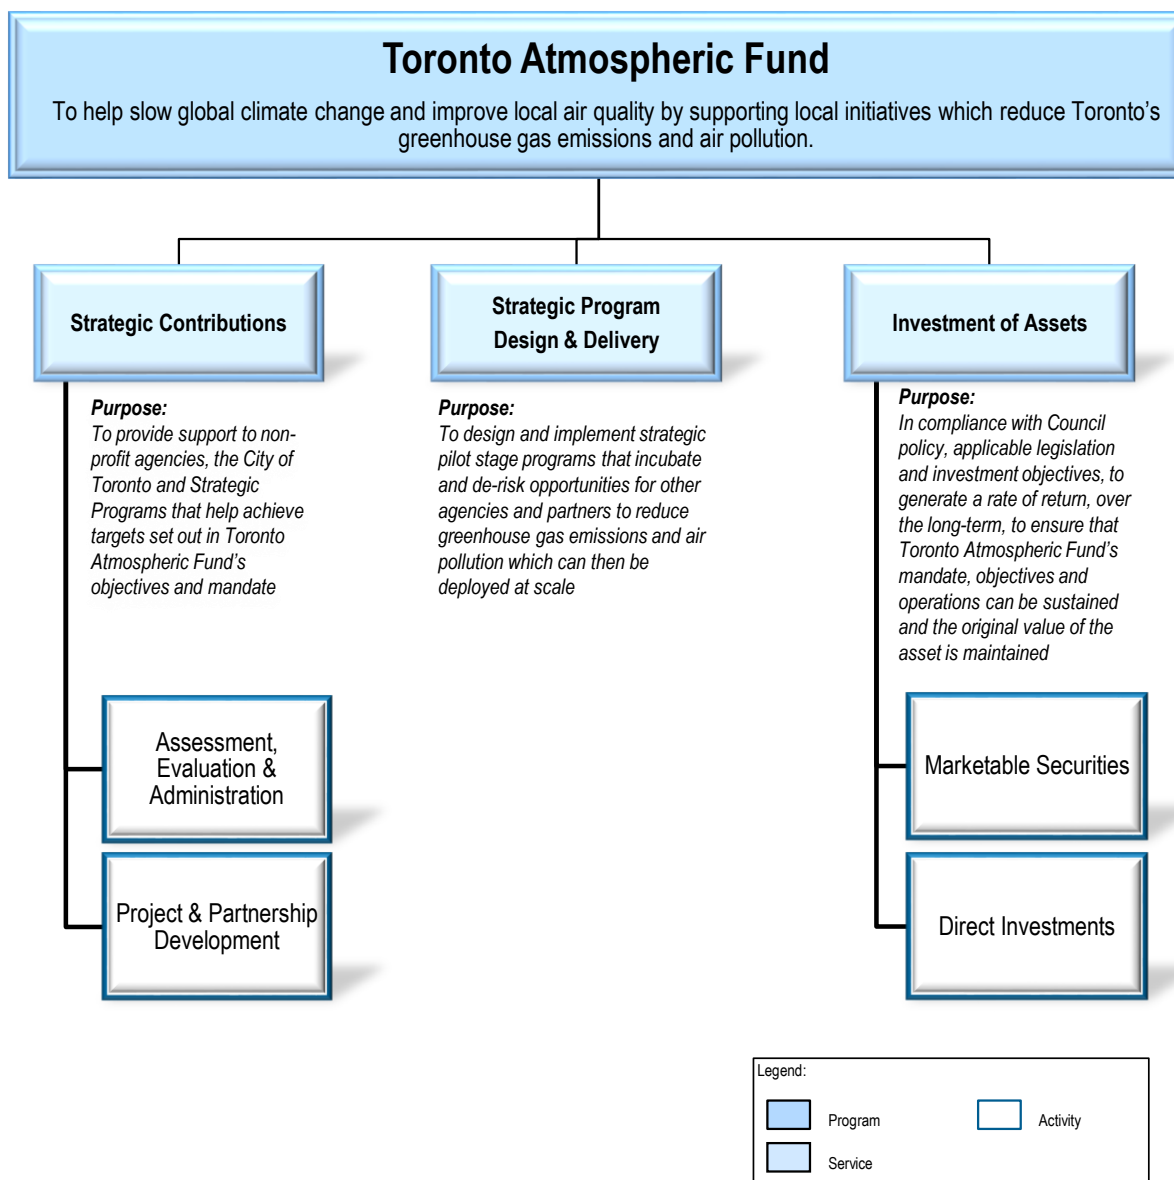 Toronto Atmospheric Fund
To help slow global climate change and improve local air quality by supporting local initiatives which reduce Toronto's
greenhouse gas emissions and air pollution.
Strategic Contributions
Purpose:
To provide support to non-
profit agencies, the City of
Toronto and Strategic
Programs that help achieve
targets set out in Toronto
Atmospheric Fund's
objectives and mandate
Assessment,
Evaluation &
Administration
Project & Partnership
Development
Strategic Program
Design & Delivery
Purpose:
To design and implement strategic
pilot stage programs that incubate
and de-risk opportunities for other
agencies and partners to reduce
greenhouse gas emissions and air
pollution which can then be
deployed at scale
Investment of Assets
Purpose:
In compliance with Council
policy, applicable legislation
and investment objectives, to
generate a rate of return, over
the long-term, to ensure that
Toronto Atmospheric Fund's
mandate, objectives and
operations can be sustained
and the original value of the
asset is maintained
Marketable Securities
Direct Investments
Legend:
Program
Activity
Service